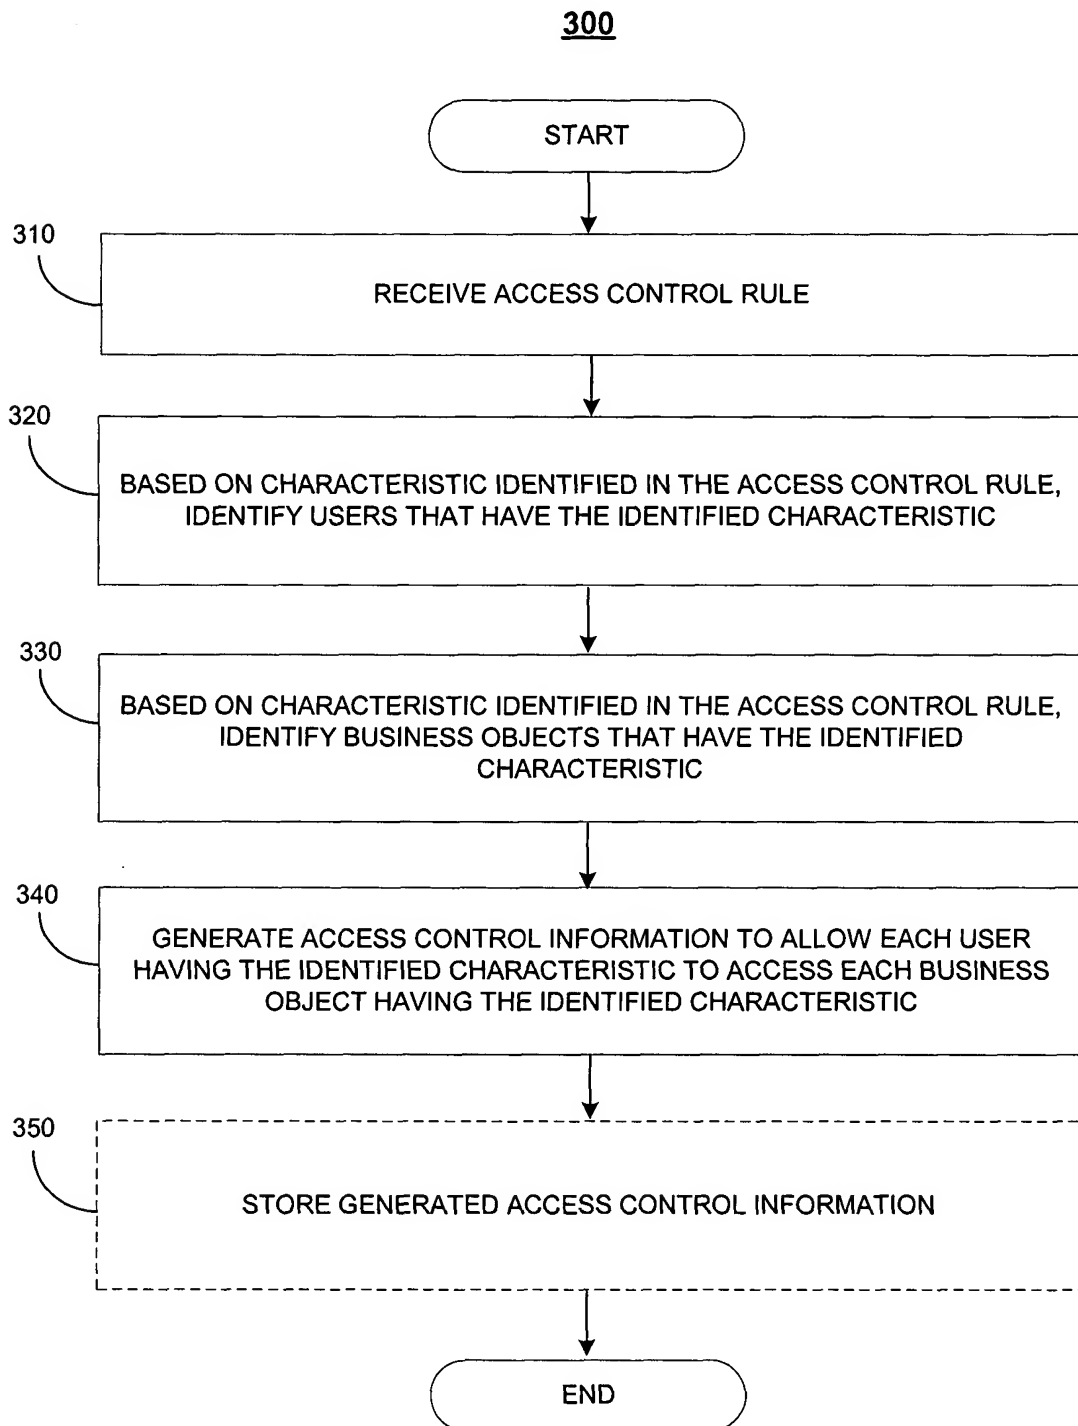 300
START
310
RECEIVE ACCESS CONTROL RULE
320
BASED ON CHARACTERISTIC IDENTIFIED IN THE ACCESS CONTROL RULE,
IDENTIFY USERS THAT HAVE THE IDENTIFIED CHARACTERISTIC
330
BASED ON CHARACTERISTIC IDENTIFIED IN THE ACCESS CONTROL RULE,
IDENTIFY BUSINESS OBJECTS THAT HAVE THE IDENTIFIED
CHARACTERISTIC
340
GENERATE ACCESS CONTROL INFORMATION TO ALLOW EACH USER
HAVING THE IDENTIFIED CHARACTERISTIC TO ACCESS EACH BUSINESS
OBJECT HAVING THE IDENTIFIED CHARACTERISTIC
350
STORE GENERATED ACCESS CONTROL INFORMATION
END